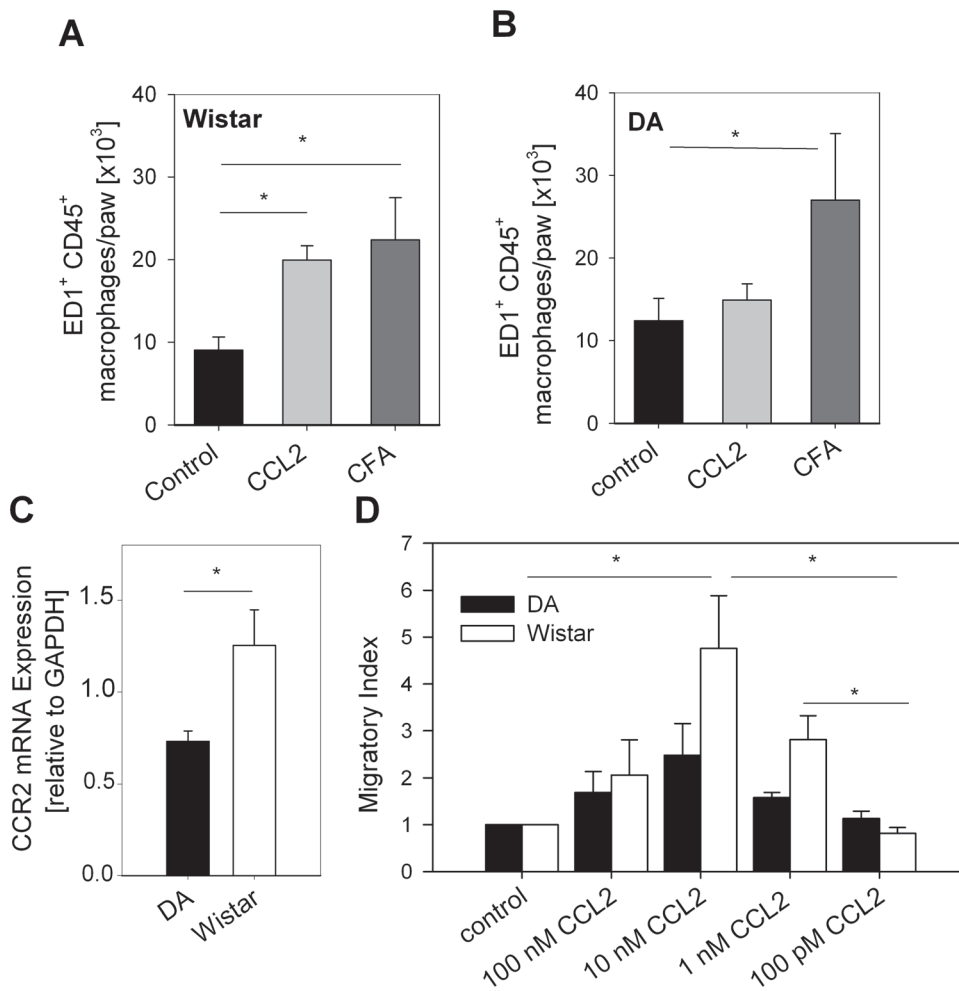 A
ED1+ CD45+
macrophages/paw [x10³]
40
30
20
10
0
Wistar
*
*
Control
CCL2
CFA
B
ED1+ CD45+
macrophages/paw [x10³]
40
30
20
10
0
DA
*
control
CCL2
CFA
C
CCR2 mRNA Expression
[relative to GAPDH]
1.5
1.0
0.5
0.0
*
DA
Wistar
D
Migratory Index
7
6
5
4
3
2
1
0
*
*
*
DA
Wistar
control
100 nM CCL2
10 nM CCL2
1 nM CCL2
100 pM CCL2